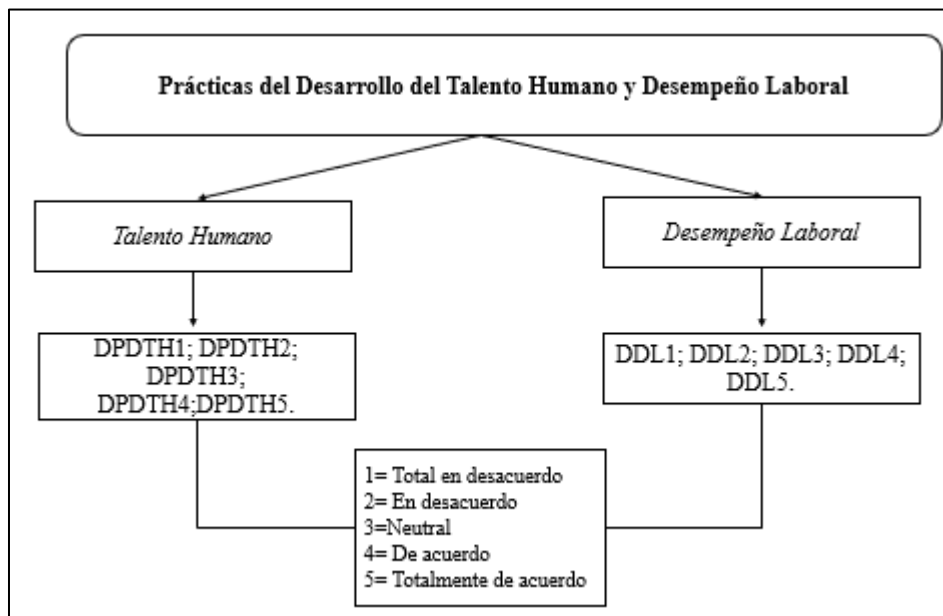 Prácticas del Desarrollo del Talento Humano y Desempeño Laboral
Talento Humano
Desempeño Laboral
DPDTH1; DPDTH2;
DPDTH3;
DPDTH4;DPDTH5.
DDL1; DDL2; DDL3; DDL4;
DDL5.
1= Total en desacuerdo
2= En desacuerdo
3=Neutral
4= De acuerdo
5= Totalmente de acuerdo